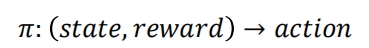 π: (state, reward) → action